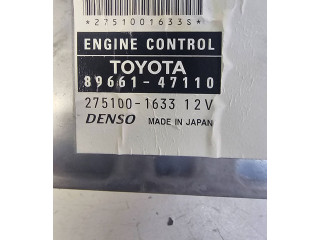 *2751001633S*
ENGINE CONTROL
TOYOTA
89661-47110
275100-1633 12V
DENSO MADE IN JAPAN